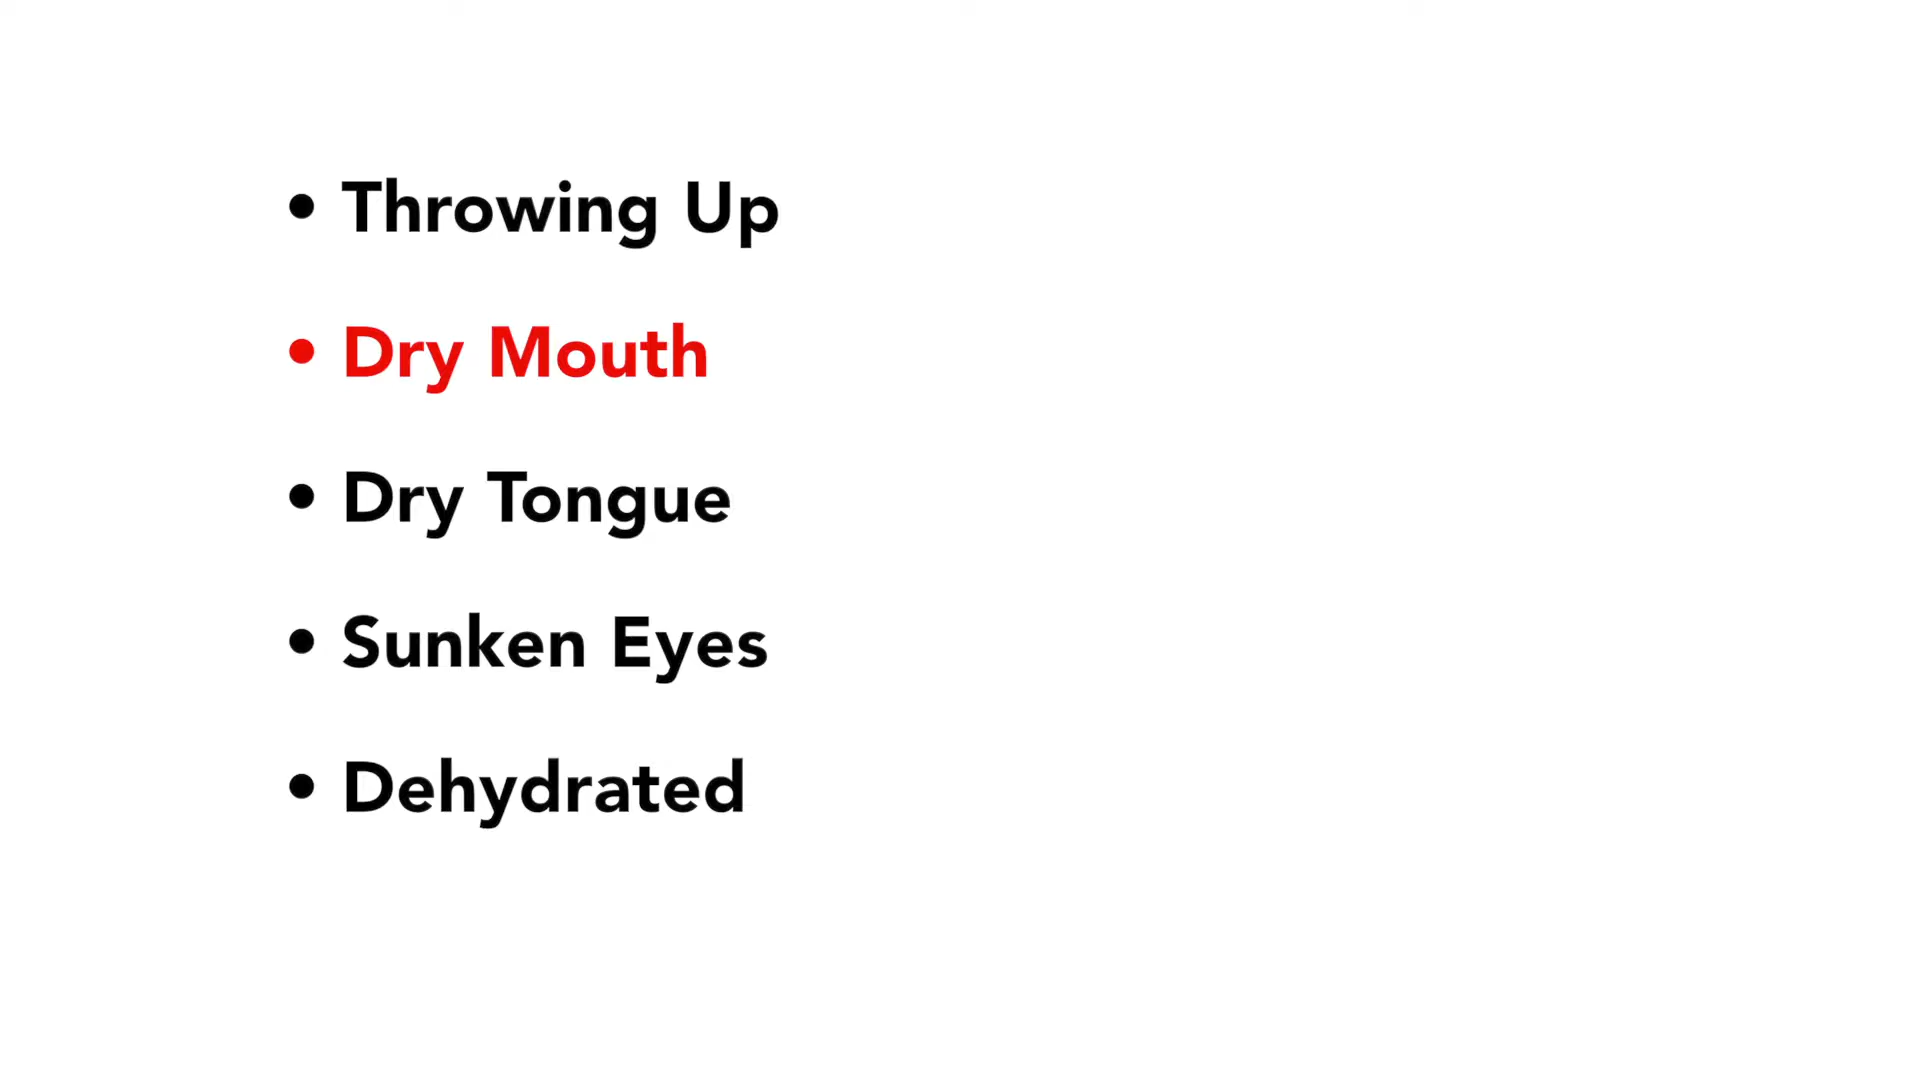 • Throwing Up
• Dry Mouth
• Dry Tongue
• Sunken Eyes
• Dehydrated